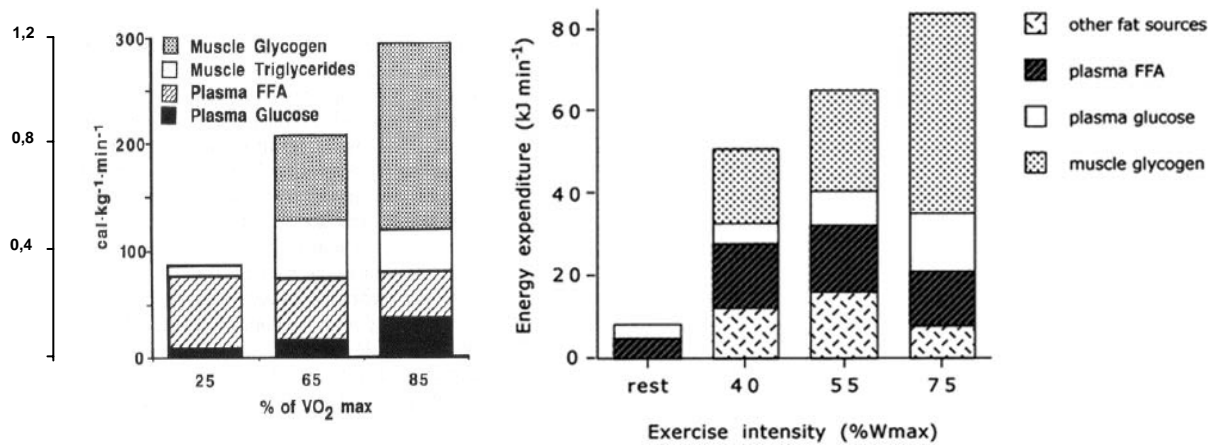 1,2
0,8
0,4
300
200
100
0
cal·kg⁻¹·min⁻¹
Muscle Glycogen
Muscle Triglycerides
Plasma FFA
Plasma Glucose
25 65 85
% of VO₂ max
80
60
40
20
0
Energy expenditure (kJ min⁻¹)
rest 40 55 75
Exercise intensity (%Wmax)
other fat sources
plasma FFA
plasma glucose
muscle glycogen